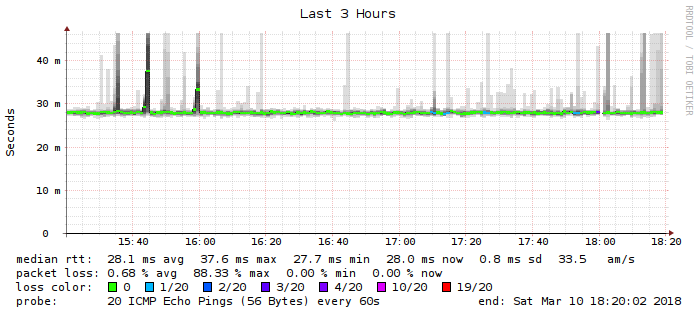 Last 3 Hours
RRDTOOL / TOBI OETIKER
Seconds
40 m
30 m
20 m
10 m
0
15:40 16:00 16:20 16:40 17:00 17:20 17:40 18:00 18:20
median rtt: 28.1 ms avg 37.6 ms max 27.7 ms min 28.0 ms now 0.8 ms sd 33.5 am/s
packet loss: 0.68 % avg 88.33 % max 0.00 % min 0.00 % now
loss color: 0 1/20 2/20 3/20 4/20 10/20 19/20
probe: 20 ICMP Echo Pings (56 Bytes) every 60s end: Sat Mar 10 18:20:02 2018